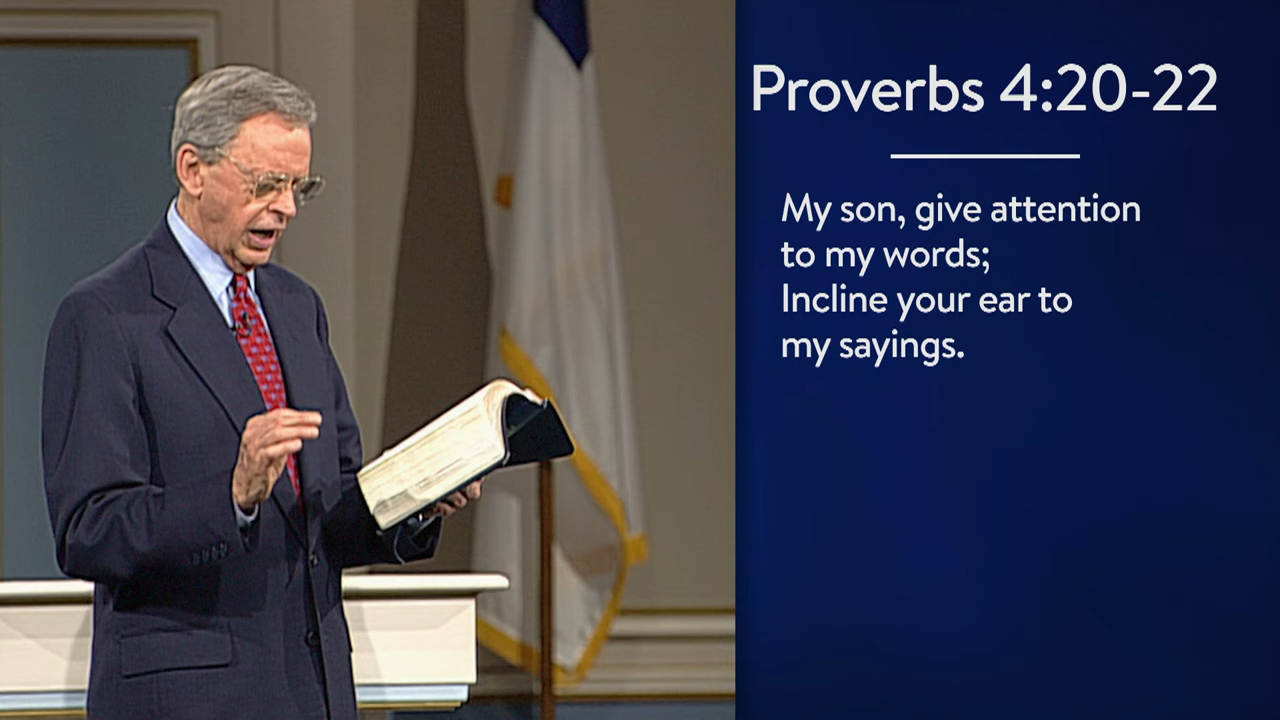 Proverbs 4:20-22
My son, give attention
to my words;
Incline your ear to
my sayings.